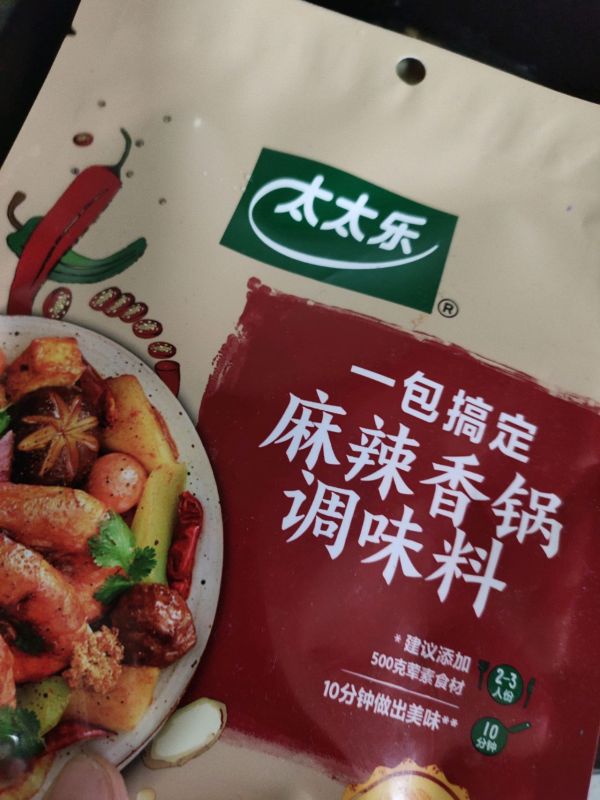 太太乐
®
一包搞定
麻辣香锅
调味料
*建议添加
500克荤素食材
2-3
人份
10分钟做出美味**
10
分钟